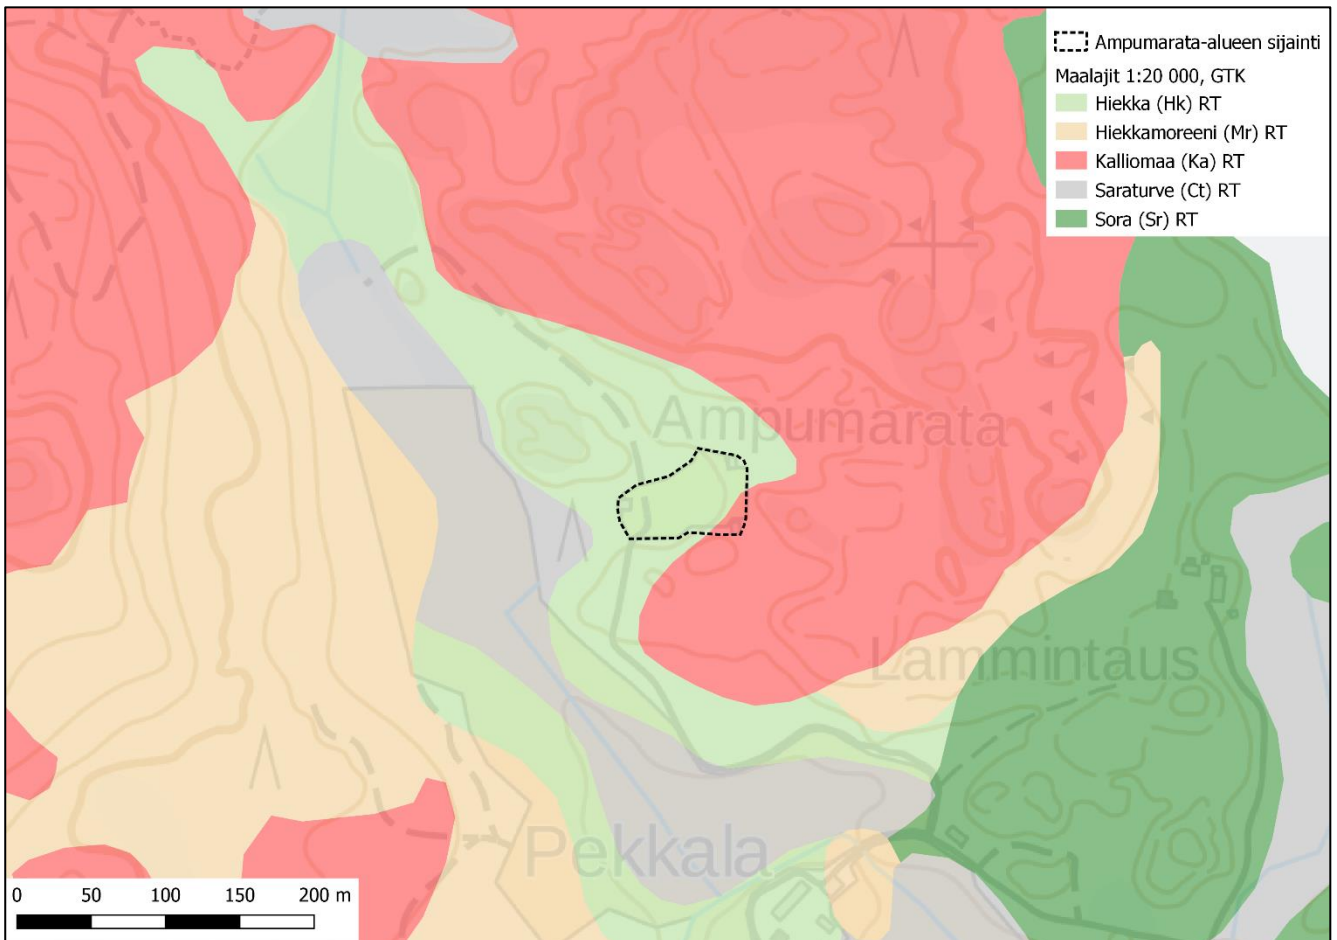 Ampumarata-alueen sijainti
Maalajit 1:20 000, GTK
Hiekka (Hk) RT
Hiekkamoreeni (Mr) RT
Kalliomaa (Ka) RT
Saraturve (Ct) RT
Sora (Sr) RT
Ampumarata
Lammintaus
Pekkala
0 50 100 150 200 m